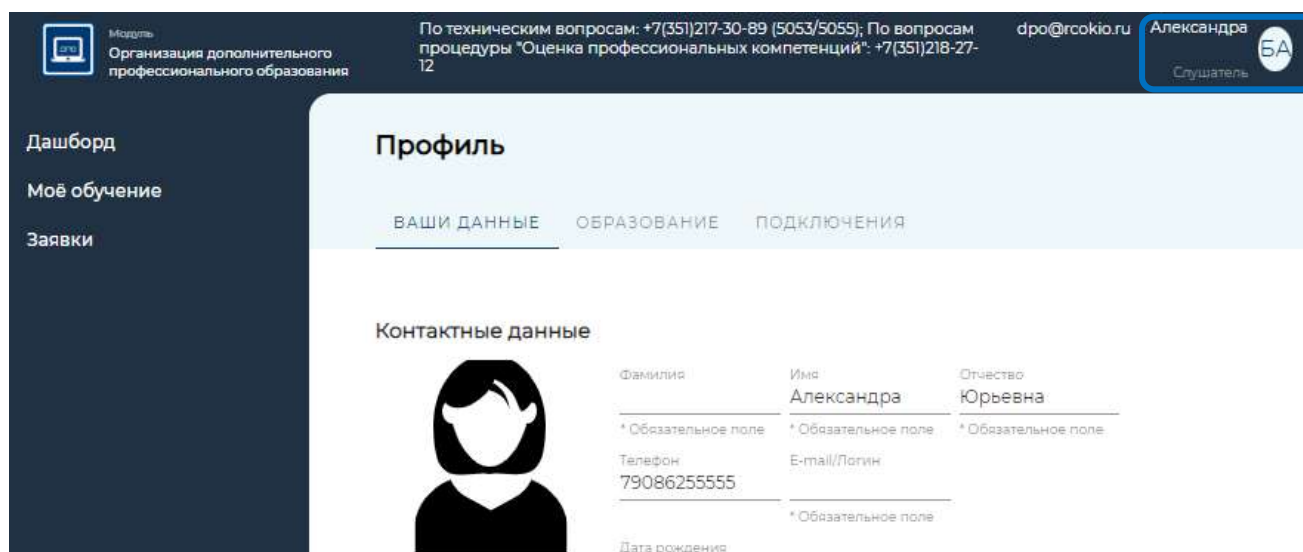 Модуль
Организация дополнительного
профессионального образования
дпо
По техническим вопросам: +7(351)217-30-89 (5053/5055); По вопросам
процедуры "Оценка профессиональных компетенций": +7(351)218-27-
12
dpo@rcokio.ru
Александра
БА
Слушатель
Дашборд
Моё обучение
Заявки
Профиль
ВАШИ ДАННЫЕ ОБРАЗОВАНИЕ ПОДКЛЮЧЕНИЯ
Контактные данные
Фамилия Имя Отчество
Александра Юрьевна
* Обязательное поле * Обязательное поле * Обязательное поле
Телефон E-mail/Логин
79086255555
* Обязательное поле
Дата рождения